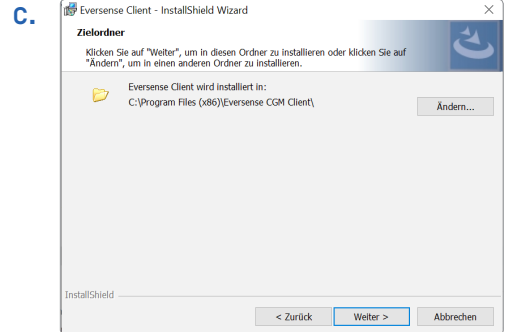 C.
Eversense Client - InstallShield Wizard
Zielordner
Klicken Sie auf "Weiter", um in diesen Ordner zu installieren oder klicken Sie auf
"Ändern", um in einen anderen Ordner zu installieren.
Eversense Client wird installiert in:
C:\Program Files (x86)\Eversense CGM Client\
Ändern...
InstallShield
< Zurück
Weiter >
Abbrechen